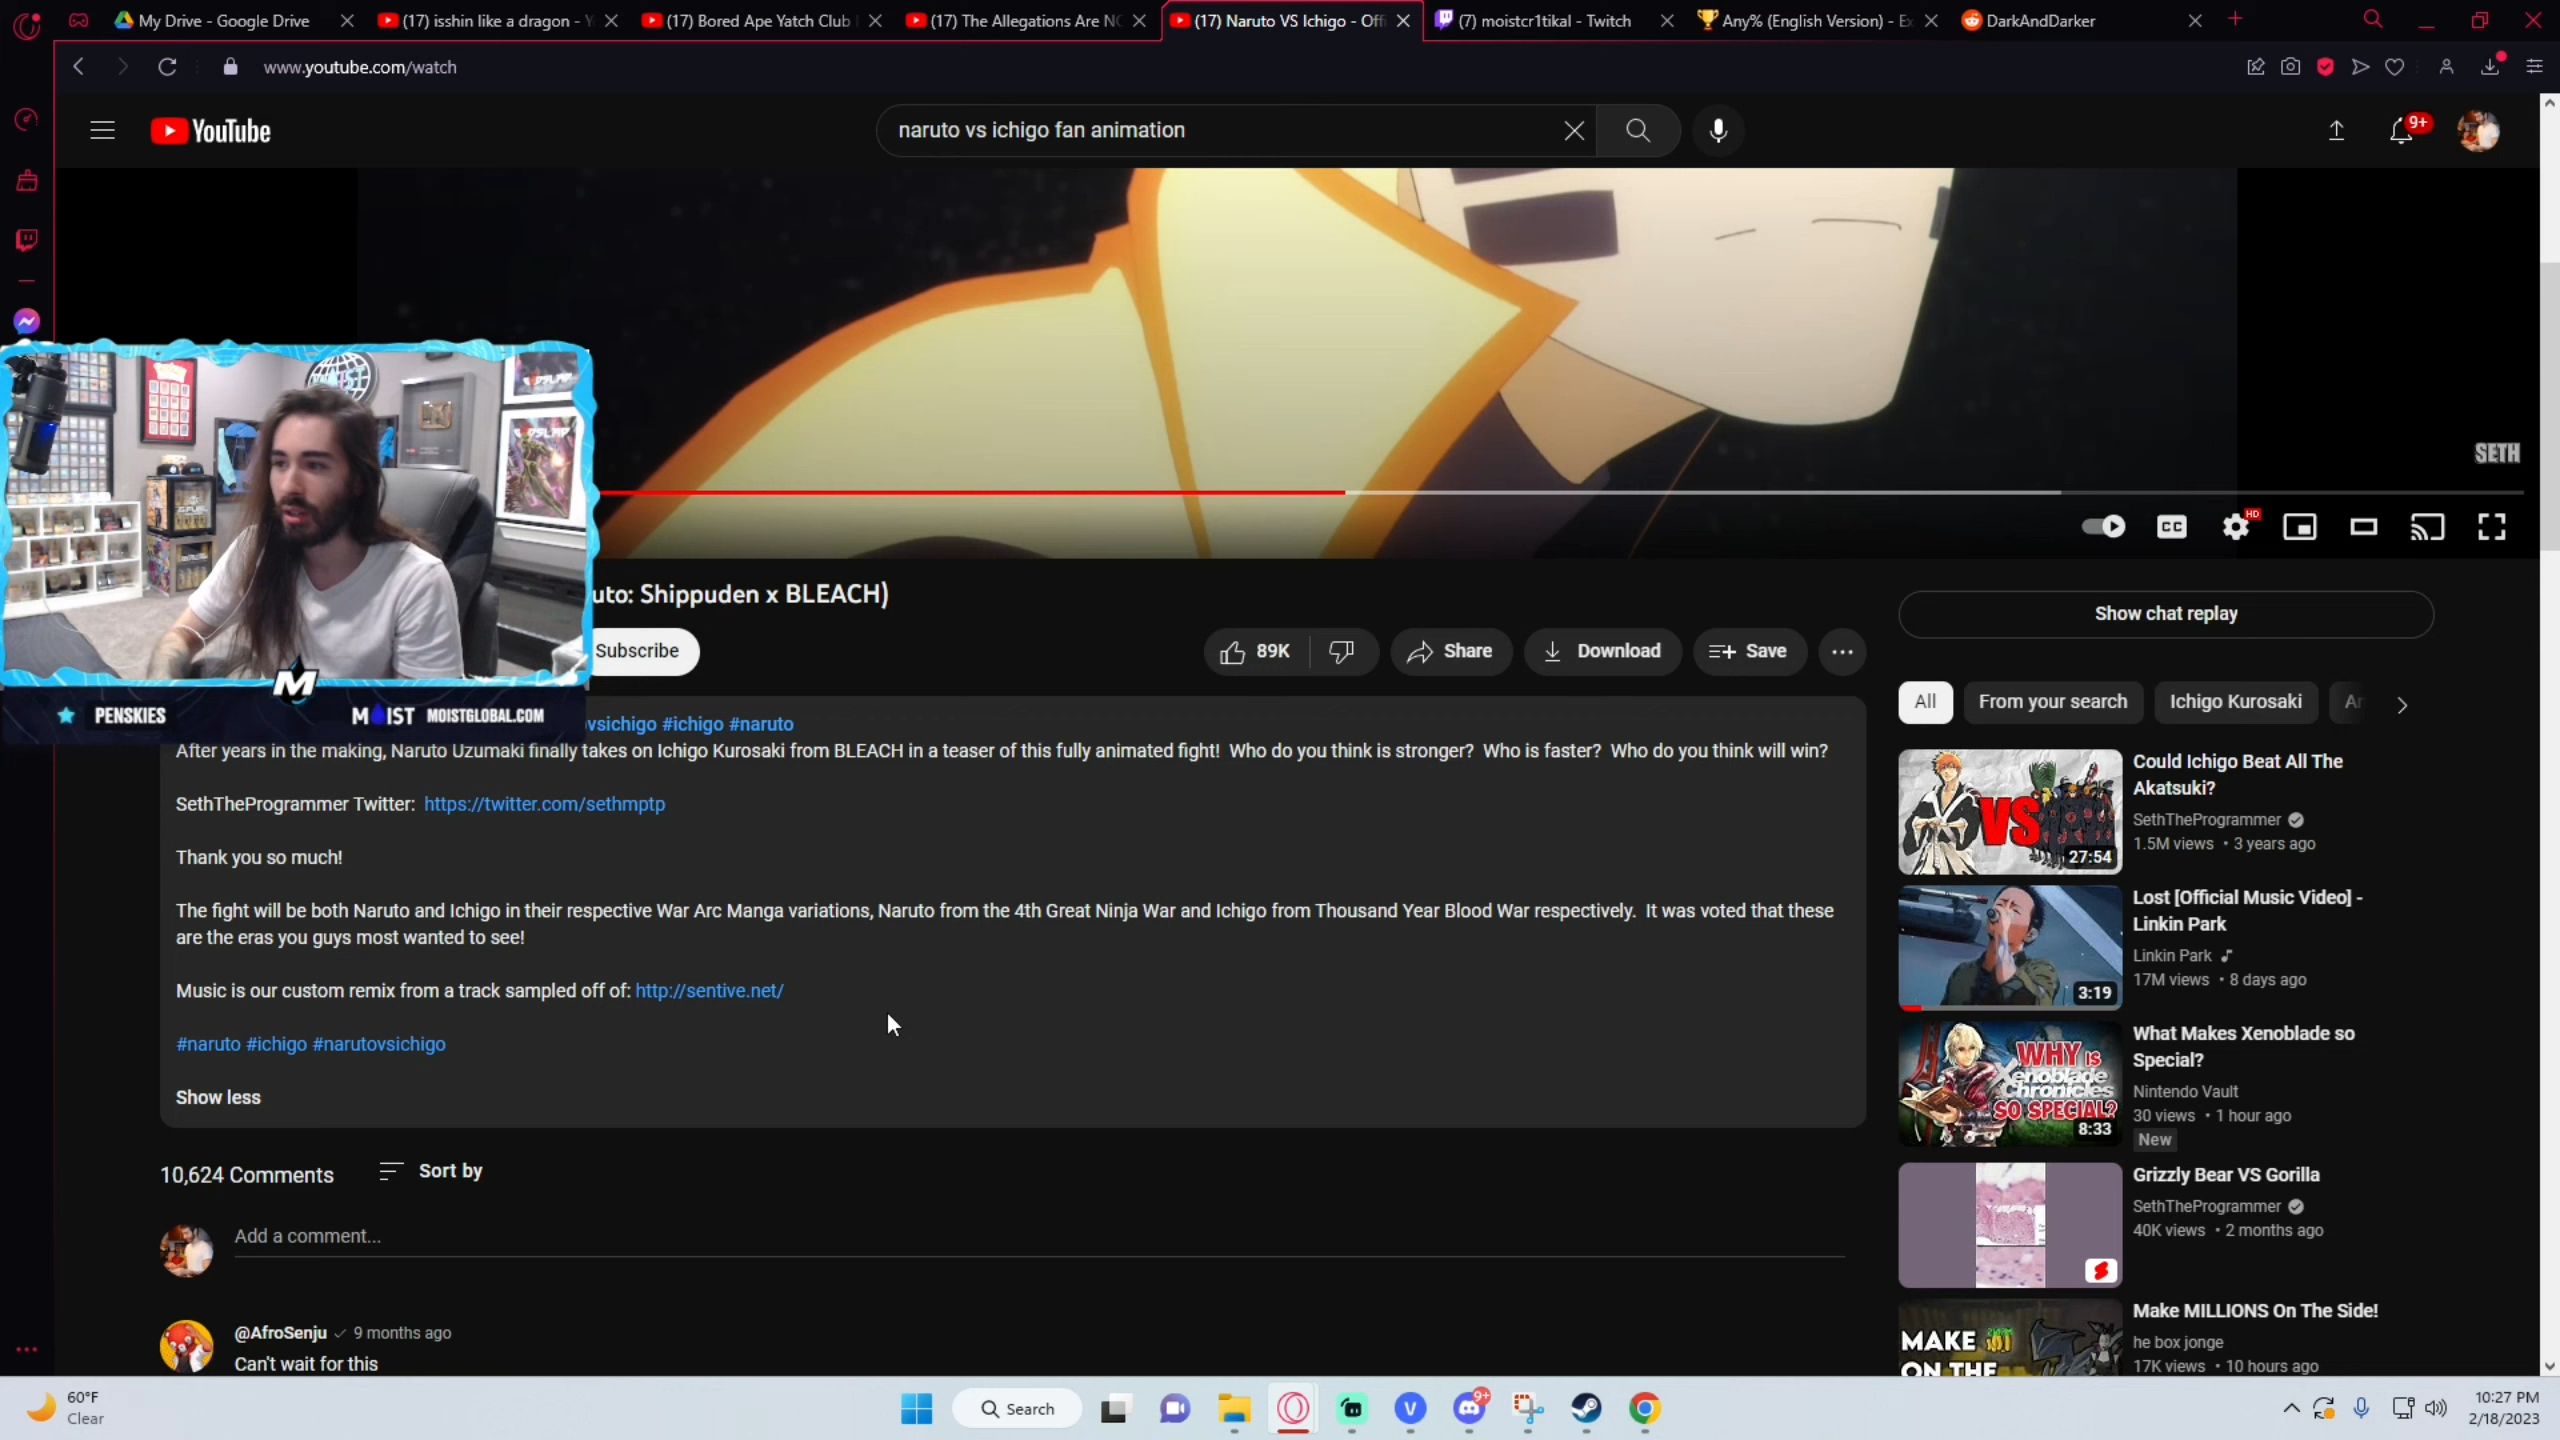 My Drive - Google Drive
(17) isshin like a dragon -
(17) Bored Ape Yatch Club
(17) The Allegations Are
(17) Naruto VS Ichigo - Offi
(7) moistcr1tikal - Twitch
Any% (English Version) - Ex
DarkAndDarker
www.youtube.com/watch
YouTube
naruto vs ichigo fan animation
9+
SETH
HD
CC
uto: Shippuden x BLEACH)
Subscribe
89K
Share
Download
Save
Show chat replay
PENSKIES
M
MOIST MOISTGLOBAL.COM
All
From your search
Ichigo Kurosaki
vsichigo #ichigo #naruto
After years in the making, Naruto Uzumaki finally takes on Ichigo Kurosaki from BLEACH in a teaser of this fully animated fight! Who do you think is stronger? Who is faster? Who do you think will win?
SethTheProgrammer Twitter: https://twitter.com/sethmptp
Thank you so much!
The fight will be both Naruto and Ichigo in their respective War Arc Manga variations, Naruto from the 4th Great Ninja War and Ichigo from Thousand Year Blood War respectively. It was voted that these
are the eras you guys most wanted to see!
Music is our custom remix from a track sampled off of: http://sentive.net/
#naruto #ichigo #narutovsichigo
Show less
10,624 Comments
Sort by
Add a comment...
@AfroSenju 9 months ago
Can't wait for this
VS
27:54
Could Ichigo Beat All The
Akatsuki?
SethTheProgrammer
1.5M views • 3 years ago
3:19
Lost [Official Music Video] -
Linkin Park
Linkin Park
17M views • 8 days ago
WHY IS
Xenoblade
Chronicles
SO SPECIAL?
8:33
What Makes Xenoblade so
Special?
Nintendo Vault
30 views • 1 hour ago
New
Grizzly Bear VS Gorilla
SethTheProgrammer
40K views • 2 months ago
MAKE
ON THE
Make MILLIONS On The Side!
he box jonge
17K views • 10 hours ago
60°F
Clear
Search
V
9+
10:27 PM
2/18/2023